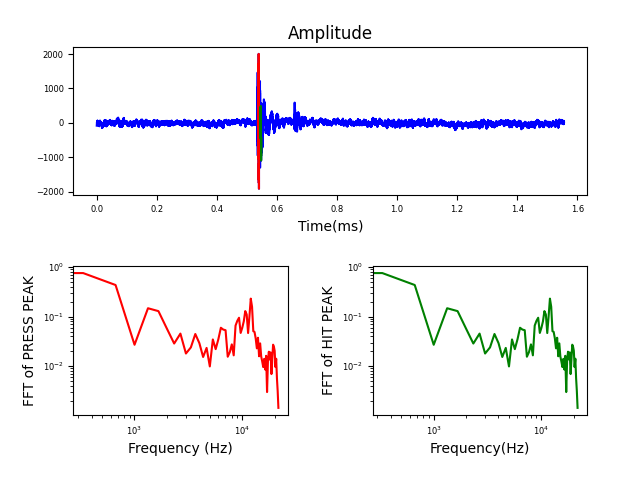 Amplitude
2000
1000
0
−1000
−2000
0.0 0.2 0.4 0.6 0.8 1.0 1.2 1.4 1.6
Time(ms)
FFT of PRESS PEAK
10⁰
10⁻¹
10⁻²
10³ 10⁴
Frequency (Hz)
FFT of HIT PEAK
10⁰
10⁻¹
10⁻²
10³ 10⁴
Frequency(Hz)